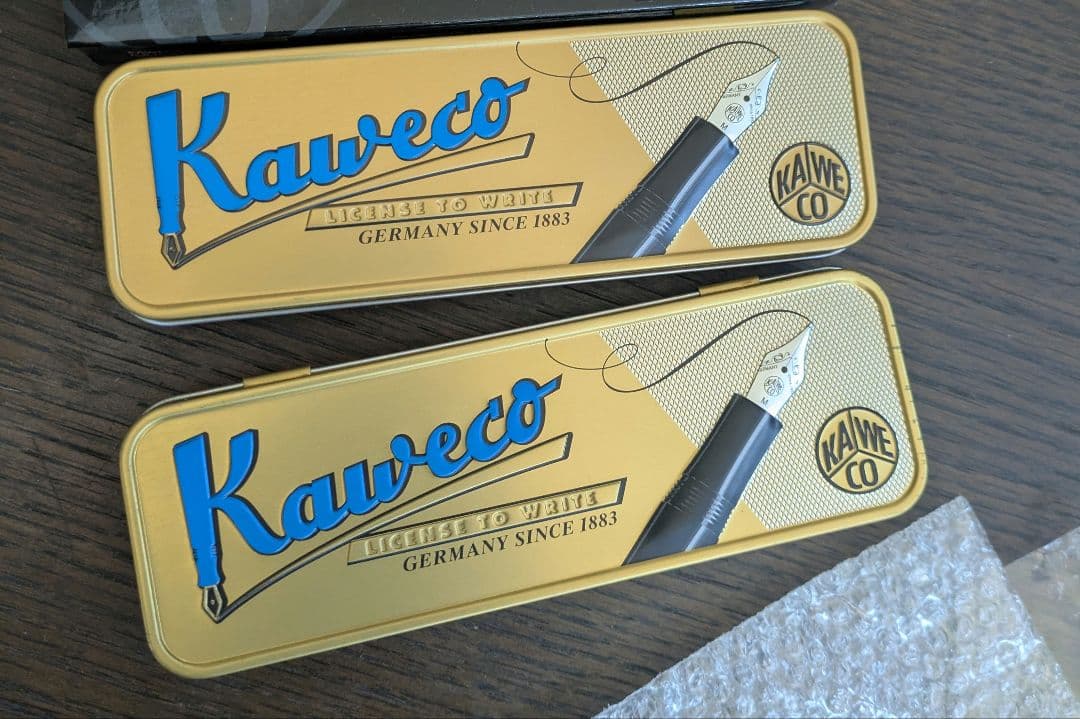 Kaweco
LICENSE TO WRITE
GERMANY SINCE 1883
M
KA WE
CO
Kaweco
LICENSE TO WRITE
GERMANY SINCE 1883
M
KA WE
CO